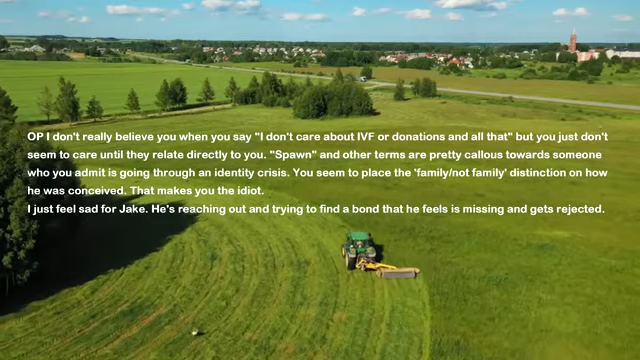 OP I don't really believe you when you say "I don't care about IVF or donations and all that" but you just don't
seem to care until they relate directly to you. "Spawn" and other terms are pretty callous towards someone
who you admit is going through an identity crisis. You seem to place the 'family/not family' distinction on how
he was conceived. That makes you the idiot.
I just feel sad for Jake. He's reaching out and trying to find a bond that he feels is missing and gets rejected.